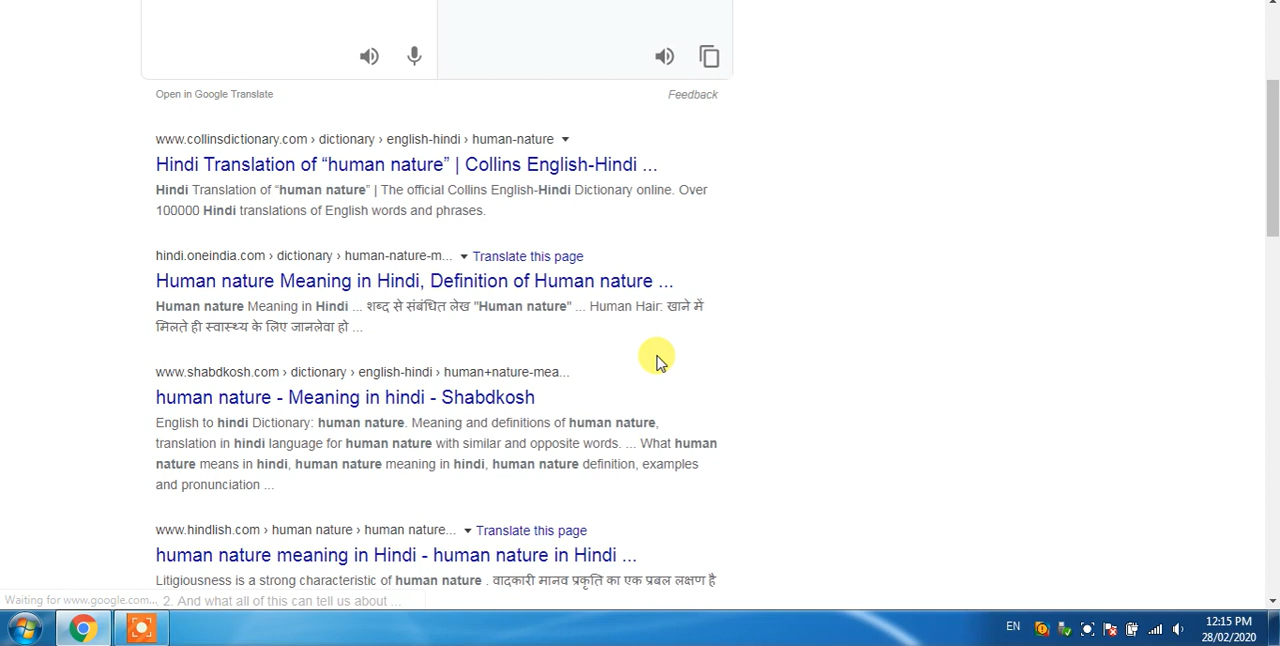 Open in Google Translate
Feedback
www.collinsdictionary.com › dictionary › english-hindi › human-nature
Hindi Translation of “human nature” | Collins English-Hindi ...
Hindi Translation of “human nature” | The official Collins English-Hindi Dictionary online. Over
100000 Hindi translations of English words and phrases.
hindi.oneindia.com › dictionary › human-nature-m... Translate this page
Human nature Meaning in Hindi, Definition of Human nature ...
Human nature Meaning in Hindi ... शब्द से संबंधित लेख "Human nature" ... Human Hair: खाने में
मिलते ही स्वास्थ्य के लिए जानलेवा हो ...
www.shabdkosh.com › dictionary › english-hindi › human+nature-mea...
human nature - Meaning in hindi - Shabdkosh
English to hindi Dictionary: human nature. Meaning and definitions of human nature,
translation in hindi language for human nature with similar and opposite words. ... What human
nature means in hindi, human nature meaning in hindi, human nature definition, examples
and pronunciation ...
www.hindlish.com › human nature › human nature... Translate this page
human nature meaning in Hindi - human nature in Hindi ...
Litigiousness is a strong characteristic of human nature . वादकारी मानव प्रकृति का एक प्रबल लक्षण है
Waiting for www.google.com... 2. And what all of this can tell us about ...
EN
12:15 PM
28/02/2020